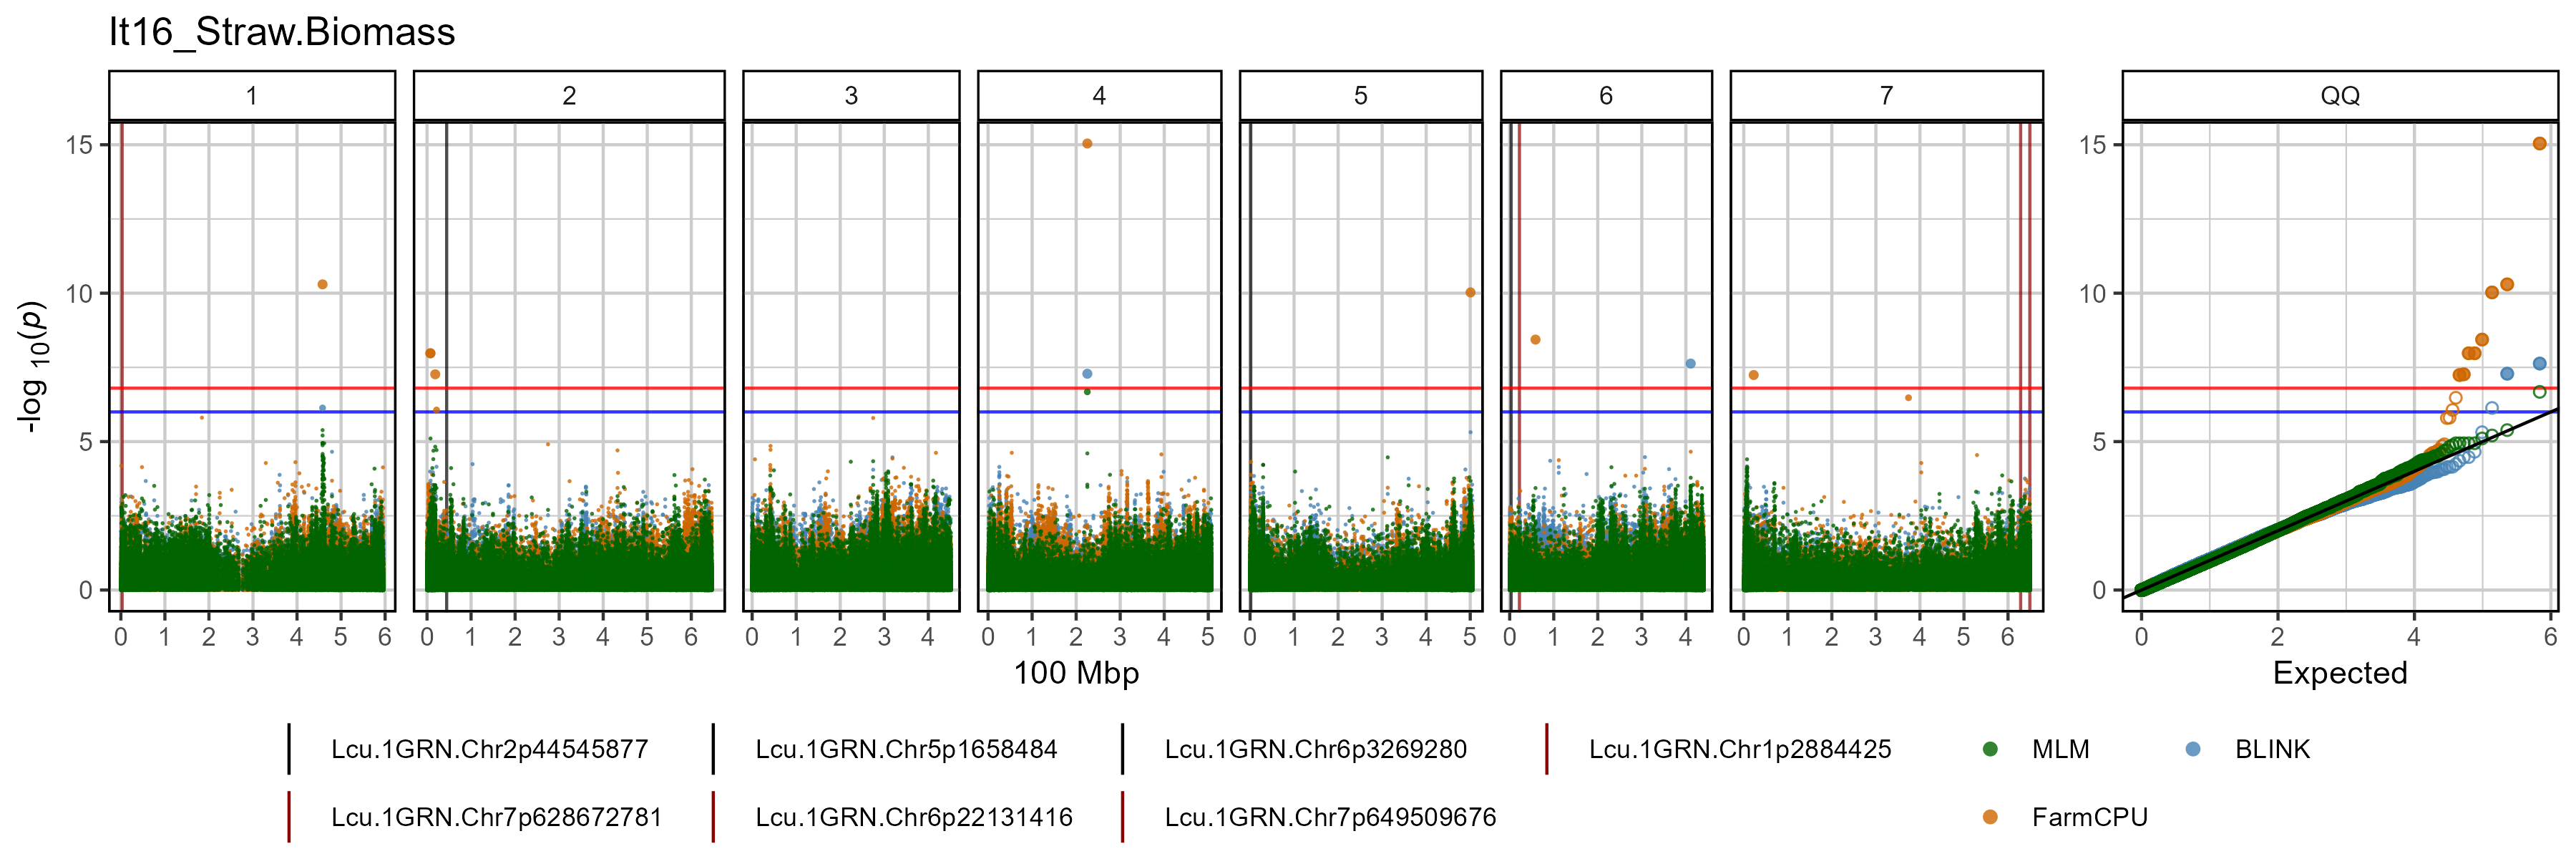 It16_Straw.Biomass
1 2 3 4 5 6 7 QQ
15 15
10 10
5 5
0 0
-log 10(p)
0 1 2 3 4 5 6 0 1 2 3 4 5 6 0 1 2 3 4 0 1 2 3 4 5 0 1 2 3 4 5 0 1 2 3 4 0 1 2 3 4 5 6 0 2 4 6
100 Mbp Expected
Lcu.1GRN.Chr2p44545877 Lcu.1GRN.Chr5p1658484 Lcu.1GRN.Chr6p3269280 Lcu.1GRN.Chr1p2884425 MLM BLINK
Lcu.1GRN.Chr7p628672781 Lcu.1GRN.Chr6p22131416 Lcu.1GRN.Chr7p649509676 FarmCPU